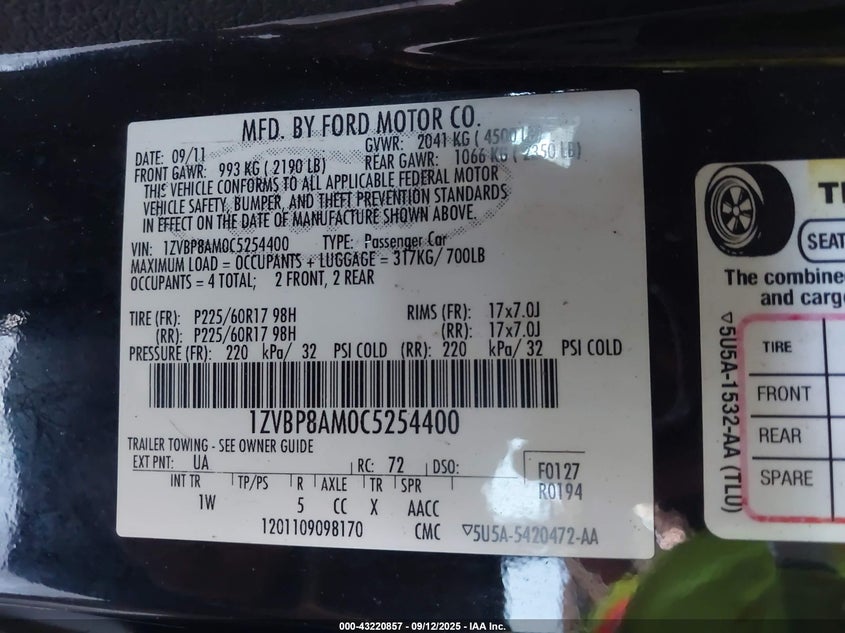 MFD. BY FORD MOTOR CO.
DATE: 09/11
GVWR: 2041 KG ( 4500 LB)
FRONT GAWR: 993 KG ( 2190 LB)
REAR GAWR: 1066 KG ( 2350 LB)
THIS VEHICLE CONFORMS TO ALL APPLICABLE FEDERAL MOTOR
VEHICLE SAFETY, BUMPER, AND THEFT PREVENTION STANDARDS
IN EFFECT ON THE DATE OF MANUFACTURE SHOWN ABOVE.
VIN: 1ZVBP8AM0C5254400 TYPE: Passenger Car
MAXIMUM LOAD = OCCUPANTS + LUGGAGE = 317KG/ 700LB
OCCUPANTS = 4 TOTAL; 2 FRONT, 2 REAR
TIRE (FR): P225/60R17 98H RIMS (FR): 17x7.0J
(RR): P225/60R17 98H (RR): 17x7.0J
PRESSURE (FR): 220 kPa/ 32 PSI COLD (RR): 220 kPa/ 32 PSI COLD
1ZVBP8AM0C5254400
TRAILER TOWING - SEE OWNER GUIDE
EXT PNT: UA RC: 72 DSO: F0127
INT TR TP/PS R AXLE TR SPR R0194
1W 5 CC X AACC
1201109098170 CMC ▽5U5A-5420472-AA
SEAT
The combine
and cargo
TIRE
FRONT
REAR
SPARE
▽5U5A-1532-AA (TLU)
000-43220857 - 09/12/2025 - IAA Inc.